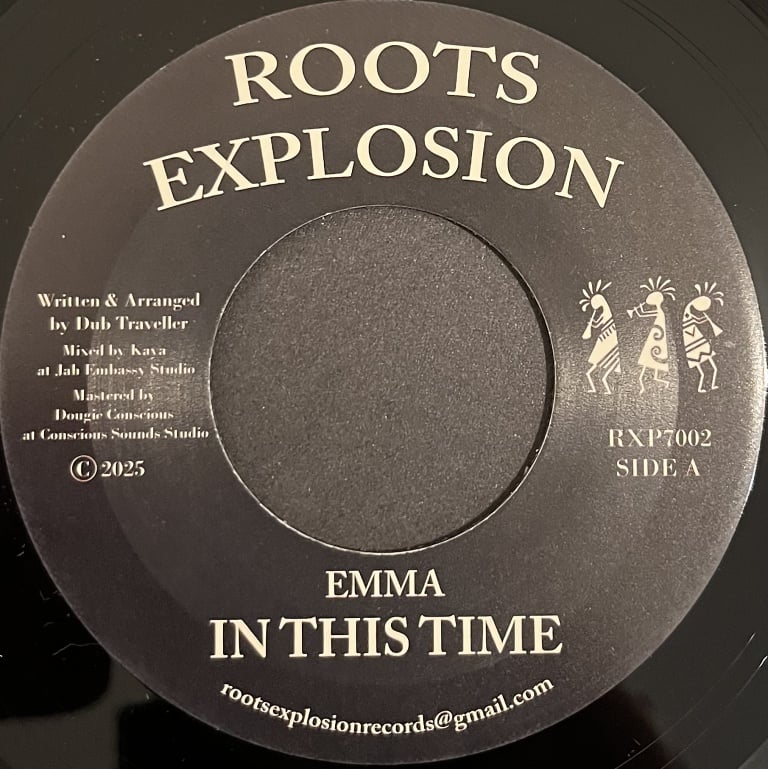 ROOTS
EXPLOSION
Written & Arranged
by Dub Traveller
Mixed by Kaya
at Jah Embassy Studio
Mastered by
Dougie Conscious
at Conscious Sounds Studio
© 2025
RXP7002
SIDE A
EMMA
IN THIS TIME
rootsexplosionrecords@gmail.com